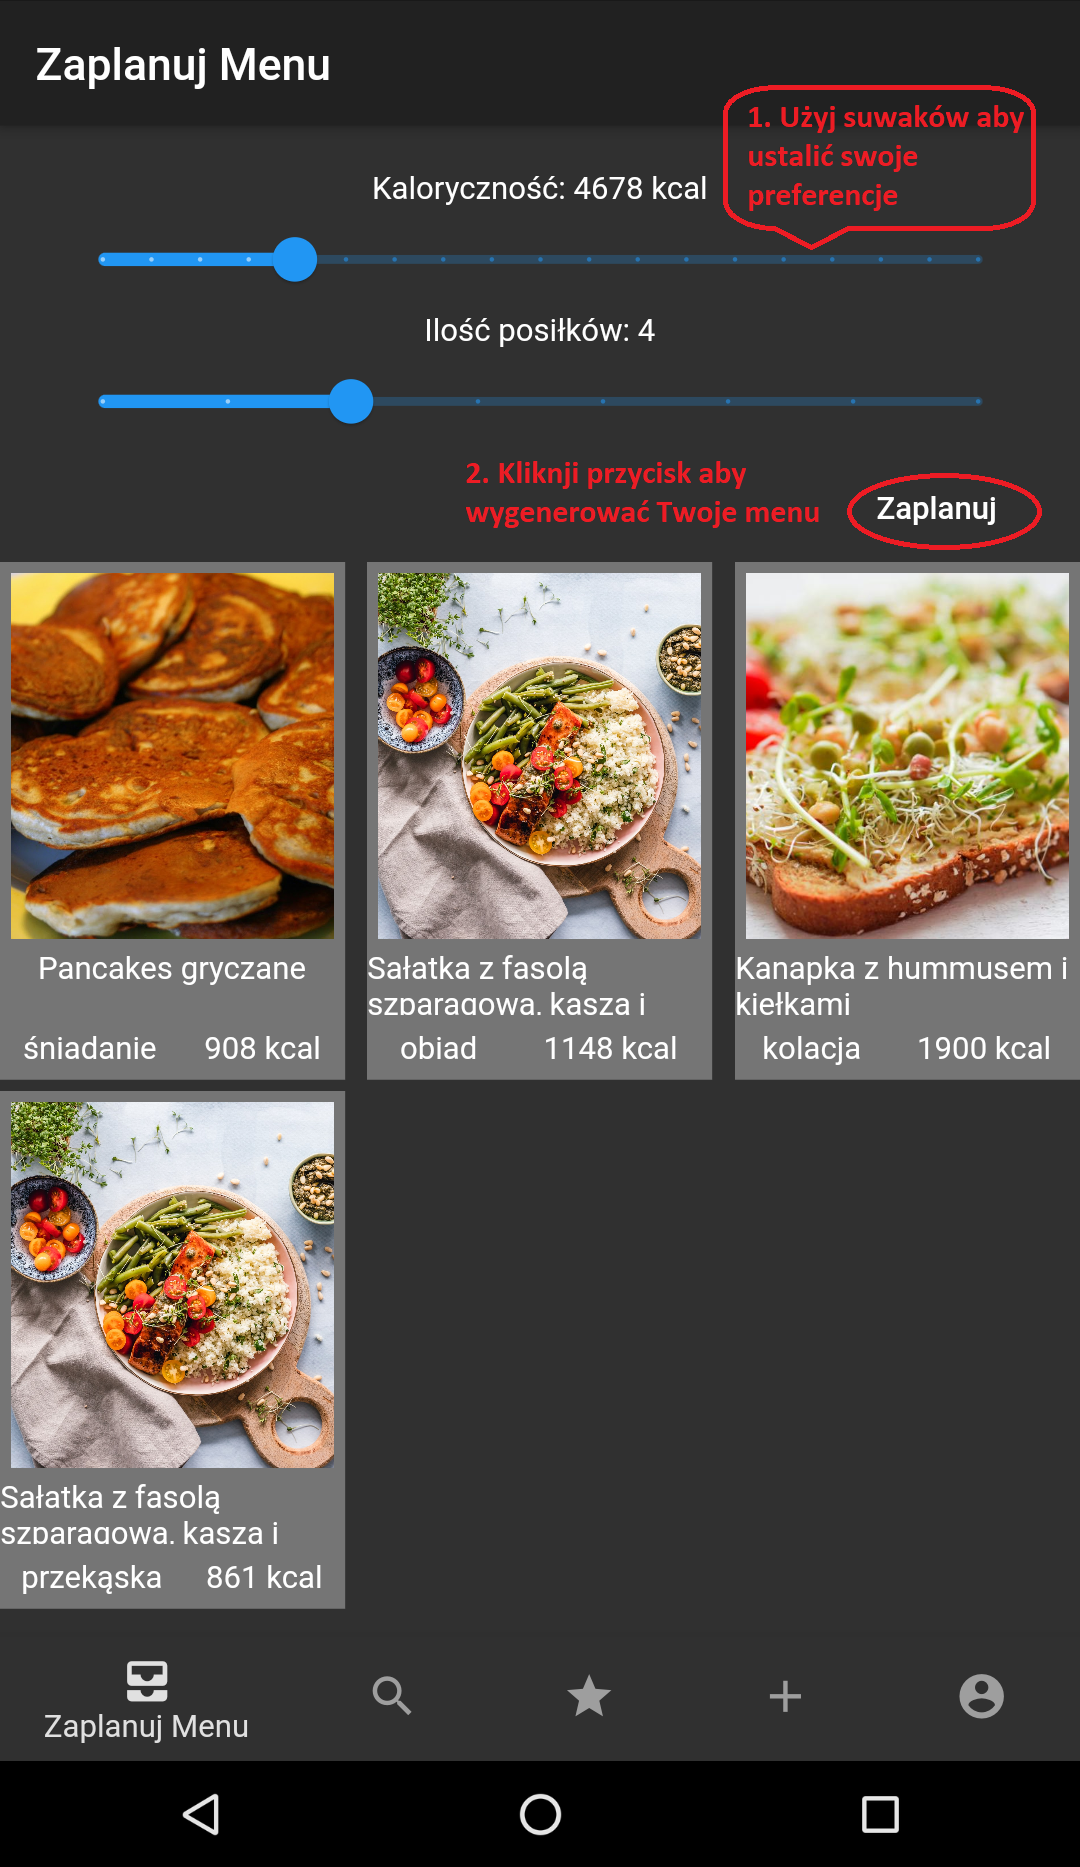 Zaplanuj Menu
1. Użyj suwaków aby
ustalić swoje
preferencje
Kaloryczność: 4678 kcal
Ilość posiłków: 4
2. Kliknji przycisk aby
wygenerować Twoje menu
Zaplanuj
Pancakes gryczane
śniadanie 908 kcal
Sałatka z fasolą
szparagową, kasza i
obiad 1148 kcal
Kanapka z hummusem i
kiełkami
kolacja 1900 kcal
Sałatka z fasolą
szparagową, kasza i
przekąska 861 kcal
Zaplanuj Menu